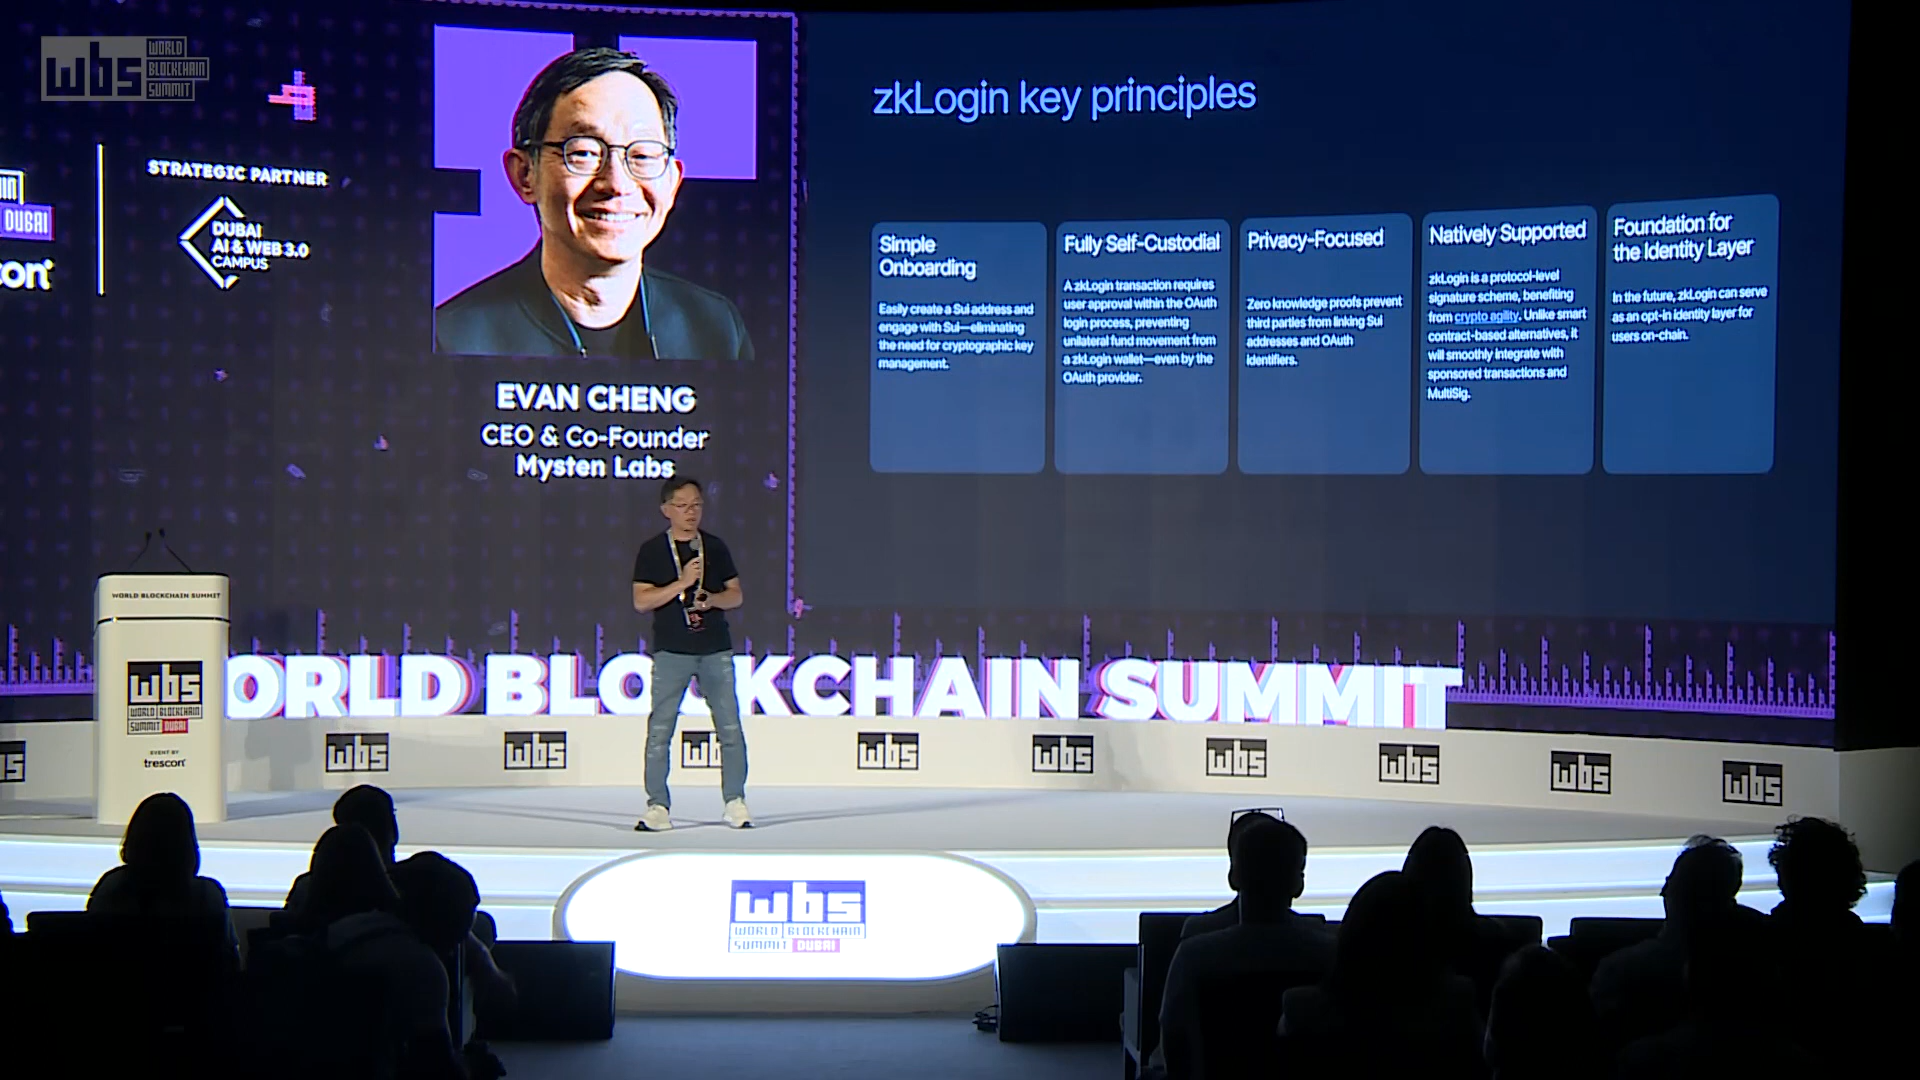 wbs
WORLD
BLOCKCHAIN
SUMMIT
DUBAI
STRATEGIC PARTNER
DUBAI
AI & WEB 3.0
CAMPUS
EVAN CHENG
CEO & Co-Founder
Mysten Labs
zkLogin key principles
Simple
Onboarding
Easily create a Sui address and
engage with Sui—eliminating
the need for cryptographic key
management.
Fully Self-Custodial
A zkLogin transaction requires
user approval within the OAuth
login process, preventing
unilateral fund movement from
a zkLogin wallet—even by the
OAuth provider.
Privacy-Focused
Zero knowledge proofs prevent
third parties from linking Sui
addresses and OAuth
identifiers.
Natively Supported
zkLogin is a protocol-level
signature scheme, benefiting
from crypto agility. Unlike smart
contract-based alternatives, it
will smoothly integrate with
sponsored transactions and
MultiSig.
Foundation for
the Identity Layer
In the future, zkLogin can serve
as an opt-in identity layer for
users on-chain.
WORLD BLOCKCHAIN SUMMIT
wbs
WORLD BLOCKCHAIN
SUMMIT DUBAI
EVENT BY
trescon
ORLD BLOCKCHAIN SUMMIT
wbs wbs wb wbs wbs wbs wbs wbs wbs
wbs
WORLD BLOCKCHAIN
SUMMIT DUBAI